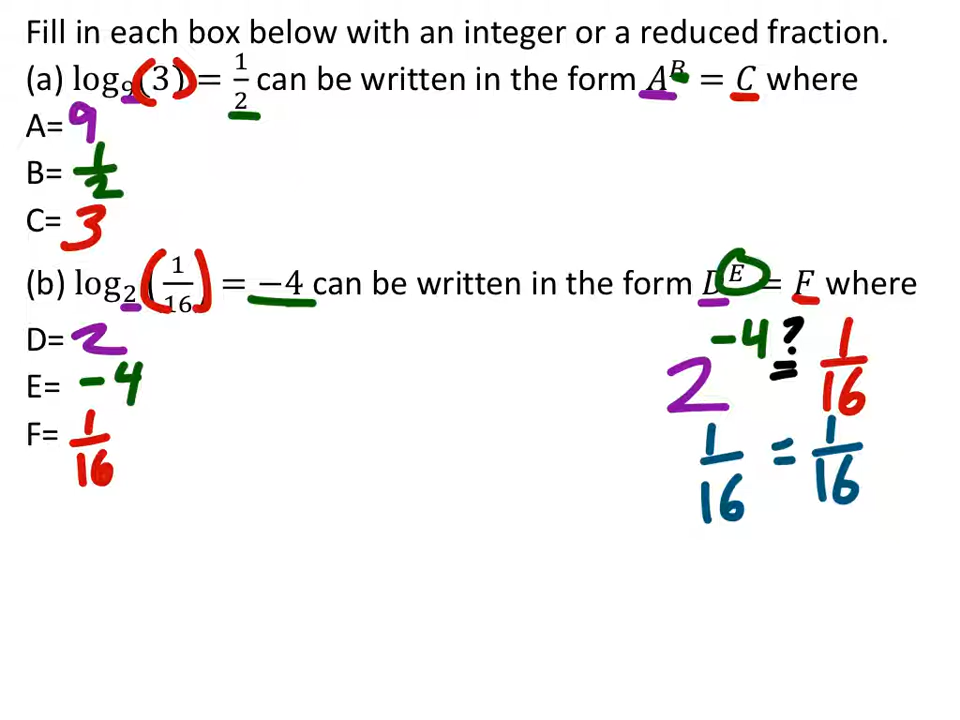 Fill in each box below with an integer or a reduced fraction.
(a) log₉(3) = 1/2 can be written in the form A^B = C where
A= 9
B= 1/2
C= 3
(b) log₂(1/16) = −4 can be written in the form D^E = F where
D= 2
E= -4
F= 1/16
2^-4 ?= 1/16
1/16 = 1/16